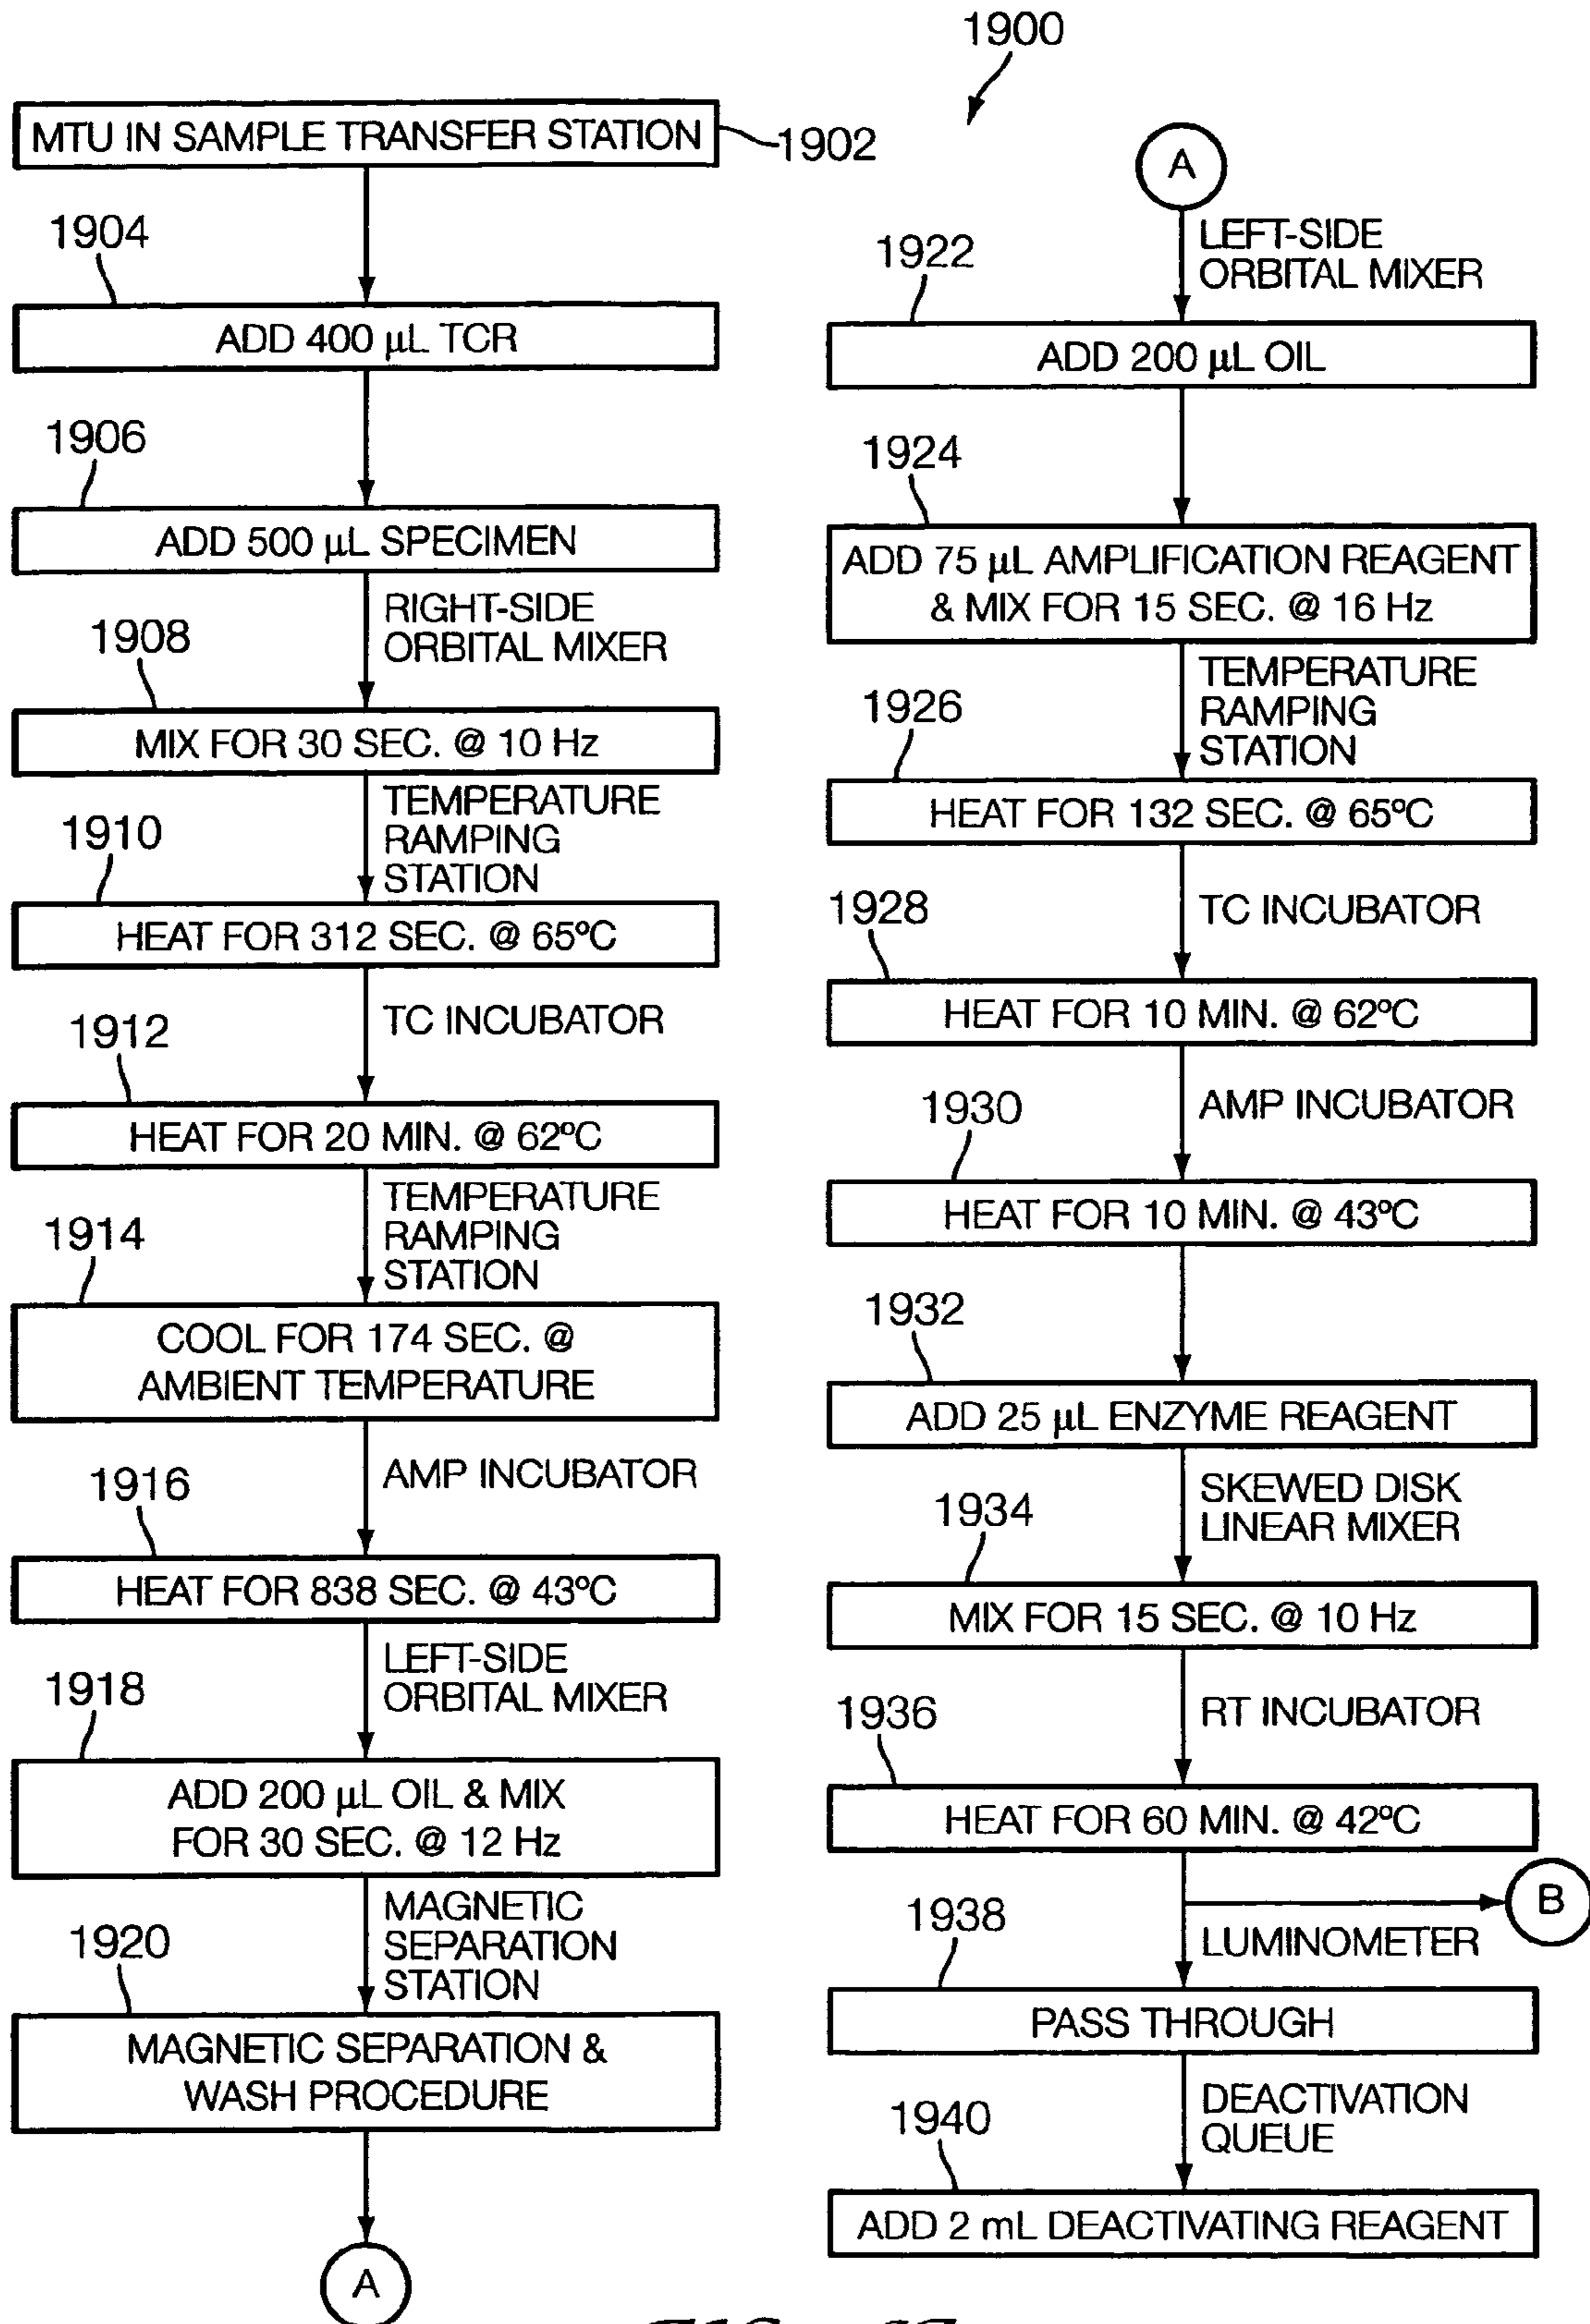 1900
MTU IN SAMPLE TRANSFER STATION
1902
1904
ADD 400 µL TCR
1906
ADD 500 µL SPECIMEN
RIGHT-SIDE
ORBITAL MIXER
1908
MIX FOR 30 SEC. @ 10 Hz
TEMPERATURE
RAMPING
STATION
1910
HEAT FOR 312 SEC. @ 65ºC
TC INCUBATOR
1912
HEAT FOR 20 MIN. @ 62ºC
TEMPERATURE
RAMPING
STATION
1914
COOL FOR 174 SEC. @
AMBIENT TEMPERATURE
AMP INCUBATOR
1916
HEAT FOR 838 SEC. @ 43ºC
LEFT-SIDE
ORBITAL MIXER
1918
ADD 200 µL OIL & MIX
FOR 30 SEC. @ 12 Hz
MAGNETIC
SEPARATION
STATION
1920
MAGNETIC SEPARATION &
WASH PROCEDURE
A
A
LEFT-SIDE
ORBITAL MIXER
1922
ADD 200 µL OIL
1924
ADD 75 µL AMPLIFICATION REAGENT
& MIX FOR 15 SEC. @ 16 Hz
TEMPERATURE
RAMPING
STATION
1926
HEAT FOR 132 SEC. @ 65ºC
TC INCUBATOR
1928
HEAT FOR 10 MIN. @ 62ºC
AMP INCUBATOR
1930
HEAT FOR 10 MIN. @ 43ºC
1932
ADD 25 µL ENZYME REAGENT
SKEWED DISK
LINEAR MIXER
1934
MIX FOR 15 SEC. @ 10 Hz
RT INCUBATOR
1936
HEAT FOR 60 MIN. @ 42ºC
B
LUMINOMETER
1938
PASS THROUGH
DEACTIVATION
QUEUE
1940
ADD 2 mL DEACTIVATING REAGENT